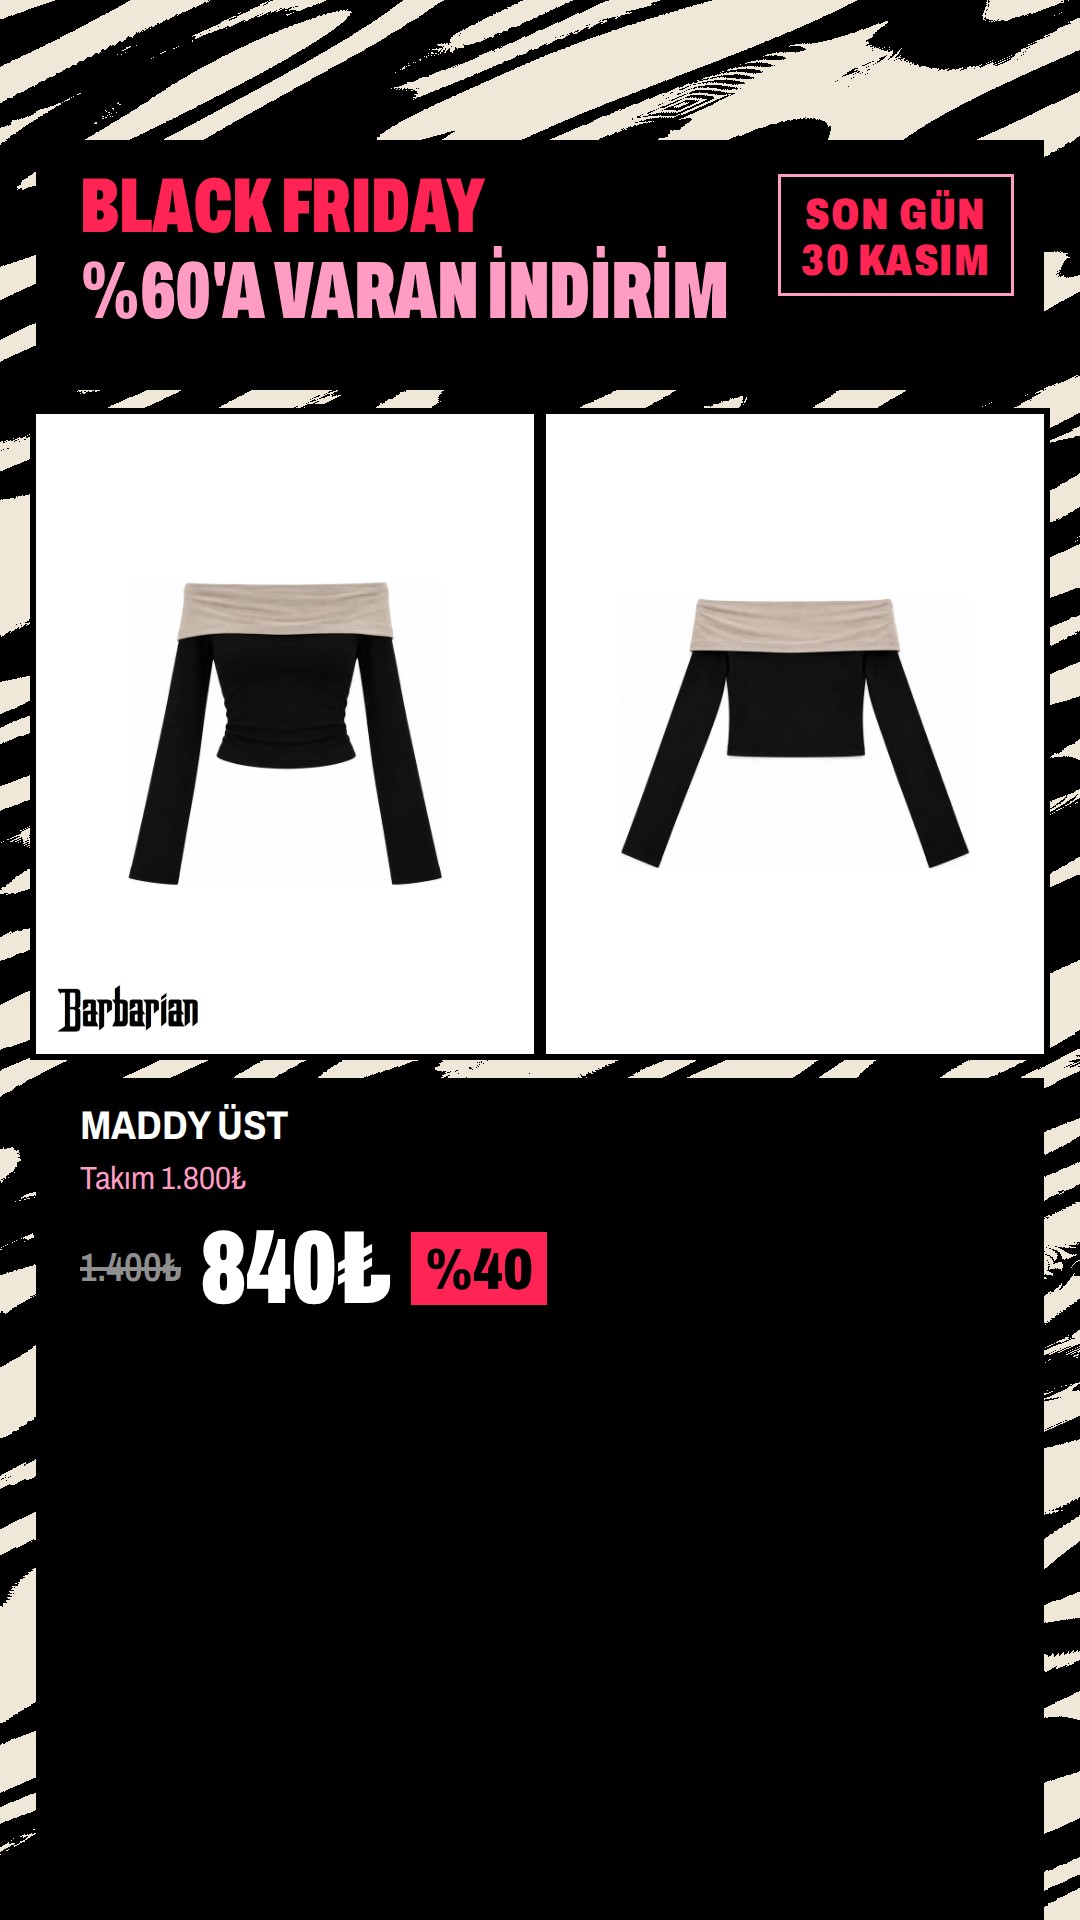 BLACK FRIDAY
%60'A VARAN İNDİRİM
SON GÜN
30 KASIM
Barbarian
MADDY ÜST
Takım 1.800₺
1.400₺ 840₺ %40